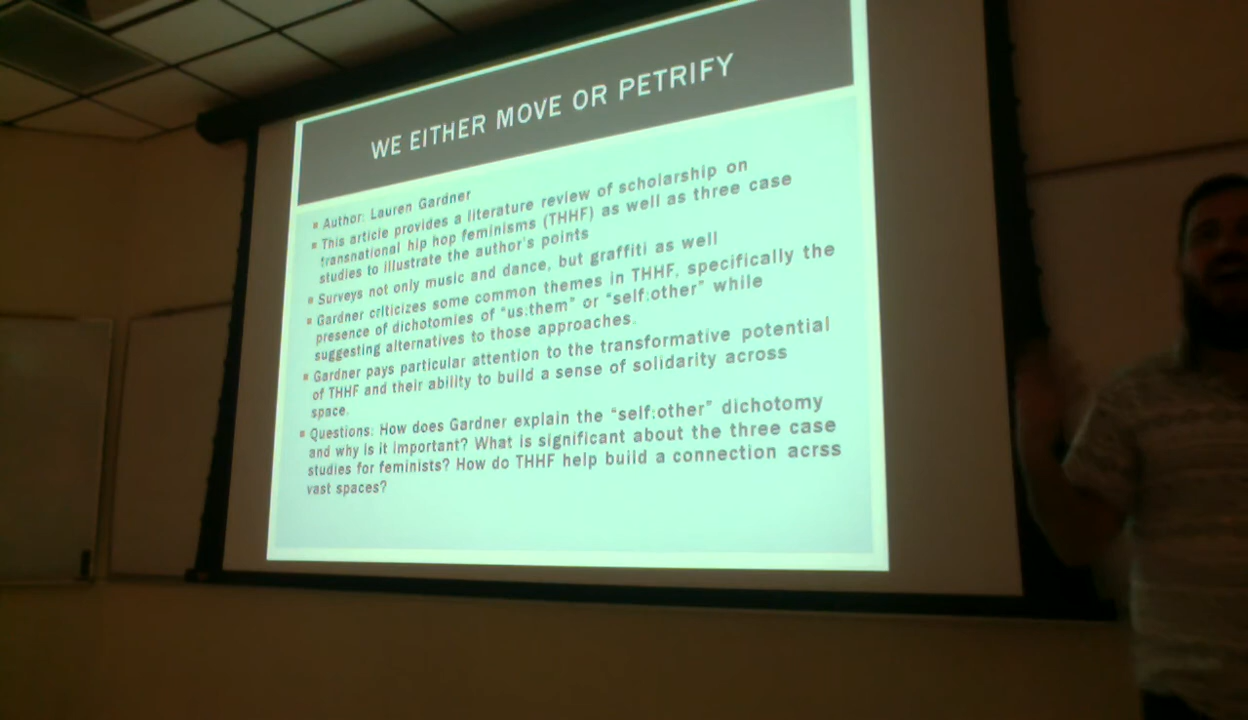 WE EITHER MOVE OR PETRIFY
Author: Lauren Gardner
This article provides a literature review of scholarship on
transnational hip hop feminisms (THHF) as well as three case
studies to illustrate the author's points
Surveys not only music and dance, but graffiti as well
Gardner criticizes some common themes in THHF, specifically the
presence of dichotomies of "us:them" or "self:other" while
suggesting alternatives to those approaches.
Gardner pays particular attention to the transformative potential
of THHF and their ability to build a sense of solidarity across
space.
Questions: How does Gardner explain the "self:other" dichotomy
and why is it important? What is significant about the three case
studies for feminists? How do THHF help build a connection acrss
vast spaces?